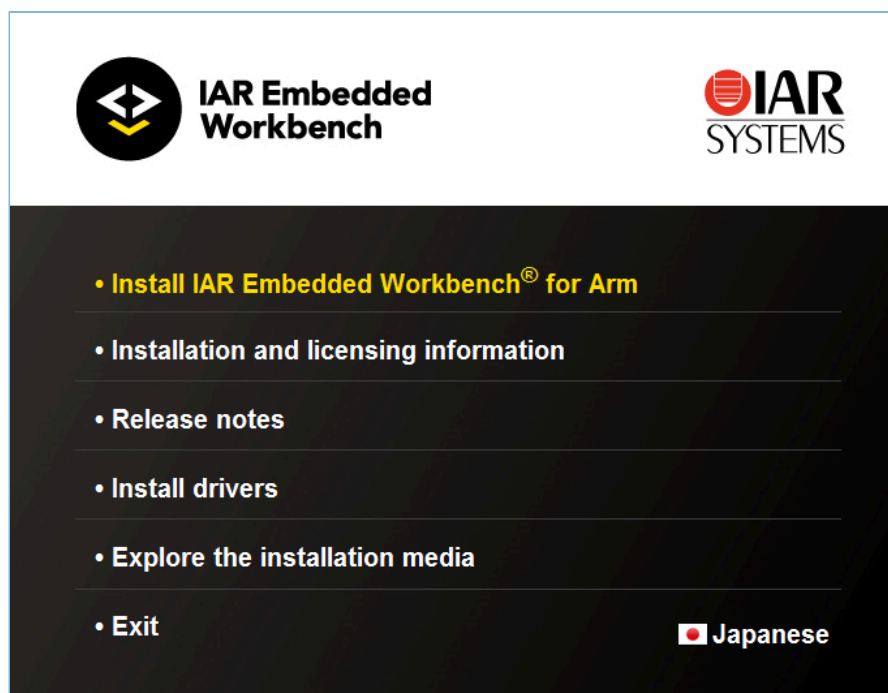 IAR Embedded
Workbench
IAR
SYSTEMS
• Install IAR Embedded Workbench® for Arm
• Installation and licensing information
• Release notes
• Install drivers
• Explore the installation media
• Exit
Japanese